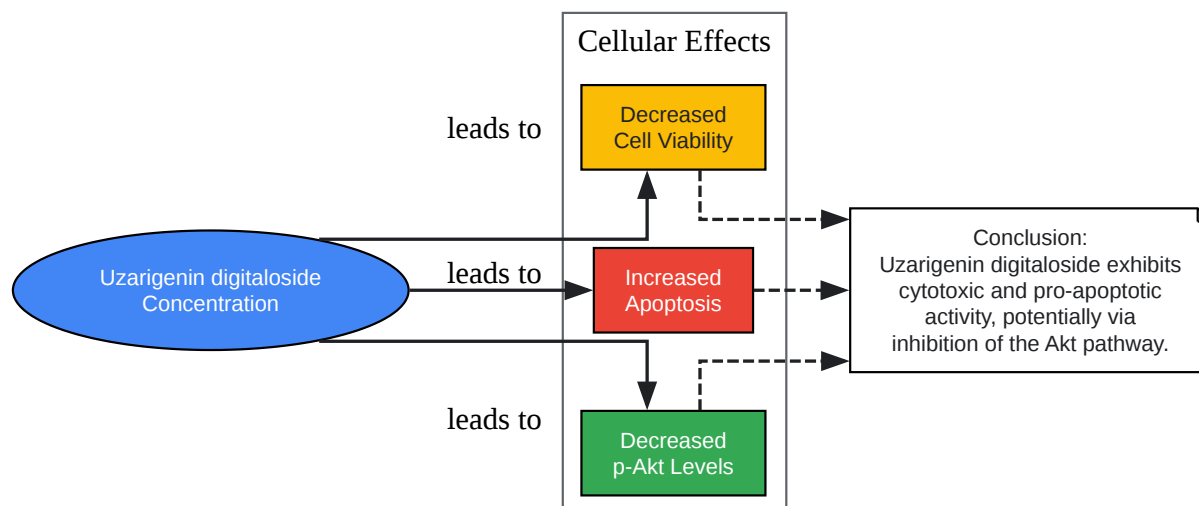 Cellular Effects
leads to
Decreased
Cell Viability
Uzarigenin digitaloside
Concentration
leads to
Increased
Apoptosis
leads to
Decreased
p-Akt Levels
Conclusion:
Uzarigenin digitaloside exhibits
cytotoxic and pro-apoptotic
activity, potentially via
inhibition of the Akt pathway.